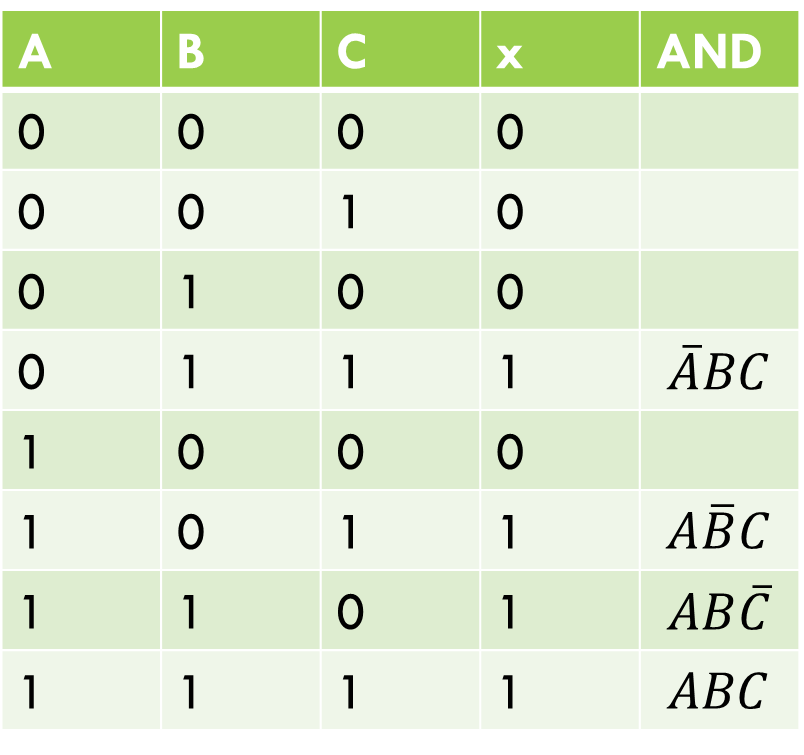 A B C x AND
0 0 0 0
0 0 1 0
0 1 0 0
0 1 1 1 A̅BC
1 0 0 0
1 0 1 1 AB̅C
1 1 0 1 ABC̅
1 1 1 1 ABC